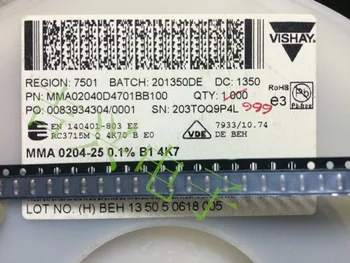 VISHAY
REGION: 7501 BATCH: 201350DE DC: 1350
PN: MMA02040D4701BB100 QTY: 1,000
PO: 0083934304/0001 SN: 203TOQ9P4L 999
RoHS
e3
EN 140401-803 EZ
RC3715M Q 4K70 B E0
VDE
7933/10.74
DE BEH
MMA 0204-25 0.1% B1 4K7
LOT NO. (H) BEH 13 50 5 0618 005